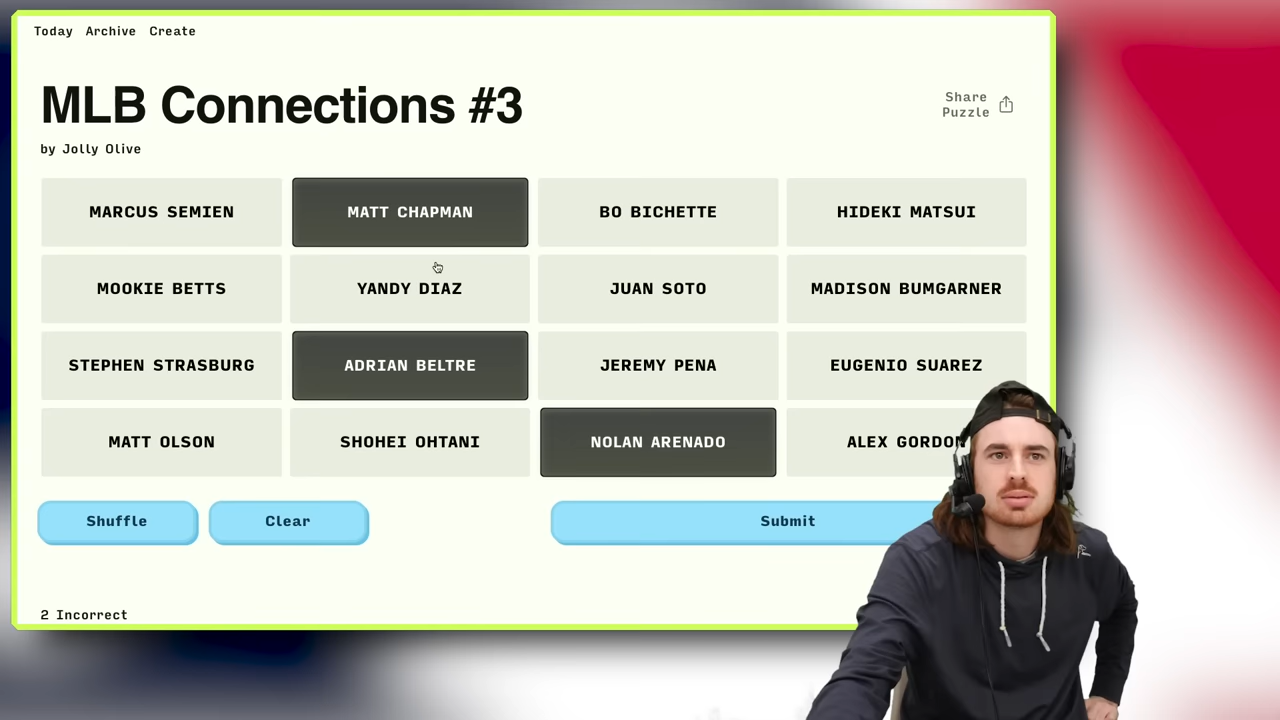 Today Archive Create
MLB Connections #3
Share
Puzzle
by Jolly Olive
MARCUS SEMIEN MATT CHAPMAN BO BICHETTE HIDEKI MATSUI
MOOKIE BETTS YANDY DIAZ JUAN SOTO MADISON BUMGARNER
STEPHEN STRASBURG ADRIAN BELTRE JEREMY PENA EUGENIO SUAREZ
MATT OLSON SHOHEI OHTANI NOLAN ARENADO ALEX GORDON
Shuffle Clear Submit
2 Incorrect